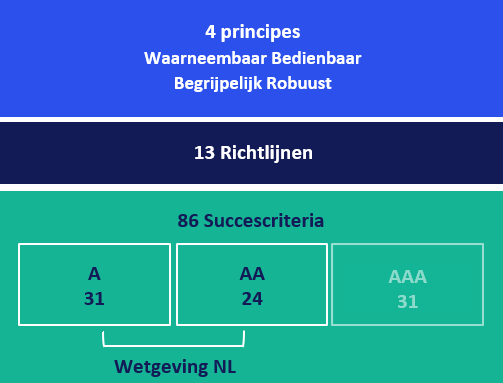 4 principes
Waarneembaar Bedienbaar
Begrijpelijk Robuust
13 Richtlijnen
86 Succescriteria
A
31
AA
24
AAA
31
Wetgeving NL